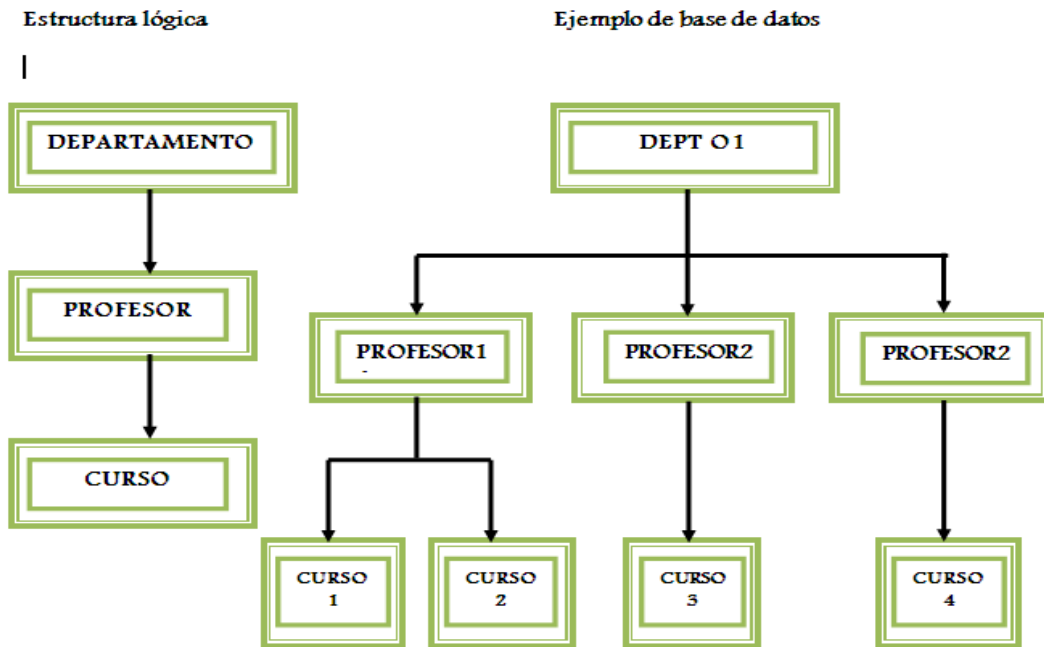 Estructura lógica
Ejemplo de base de datos
DEPARTAMENTO
PROFESOR
CURSO
DEPT O1
PROFESOR1
PROFESOR2
PROFESOR2
CURSO
1
CURSO
2
CURSO
3
CURSO
4